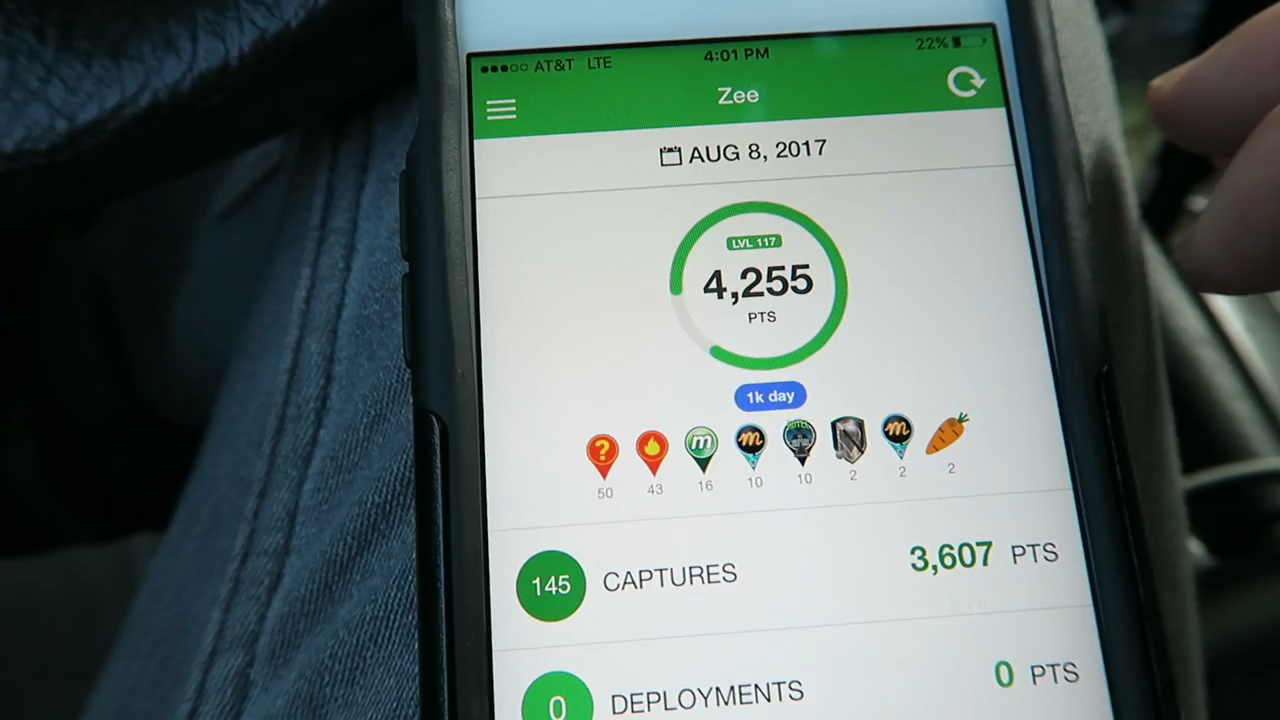 AT&T LTE 4:01 PM 22%
Zee
AUG 8, 2017
LVL 117
4,255
PTS
1k day
? m m m
50 43 16 10 10 2 2 2
145 CAPTURES 3,607 PTS
0 DEPLOYMENTS 0 PTS